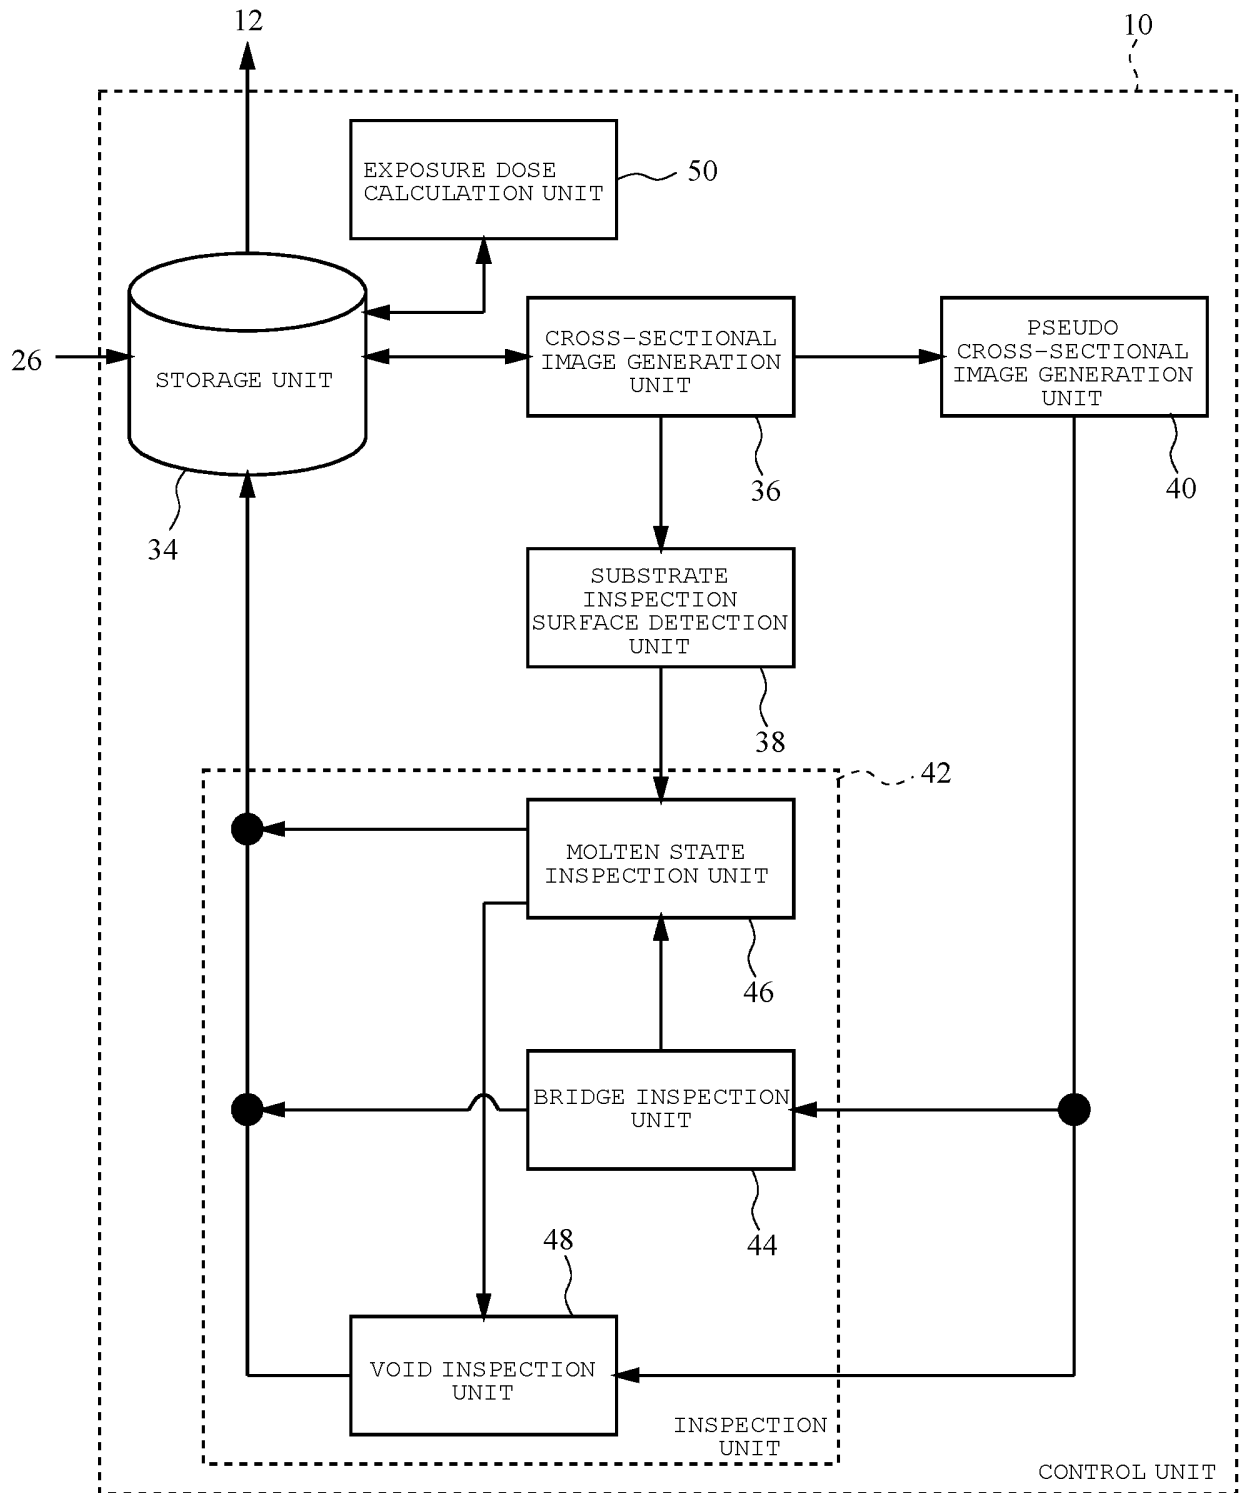 12
10
EXPOSURE DOSE
CALCULATION UNIT
50
26
STORAGE UNIT
34
CROSS-SECTIONAL
IMAGE GENERATION
UNIT
36
PSEUDO
CROSS-SECTIONAL
IMAGE GENERATION
UNIT
40
SUBSTRATE
INSPECTION
SURFACE DETECTION
UNIT
38
42
MOLTEN STATE
INSPECTION UNIT
46
BRIDGE INSPECTION
UNIT
44
48
VOID INSPECTION
UNIT
INSPECTION
UNIT
CONTROL UNIT